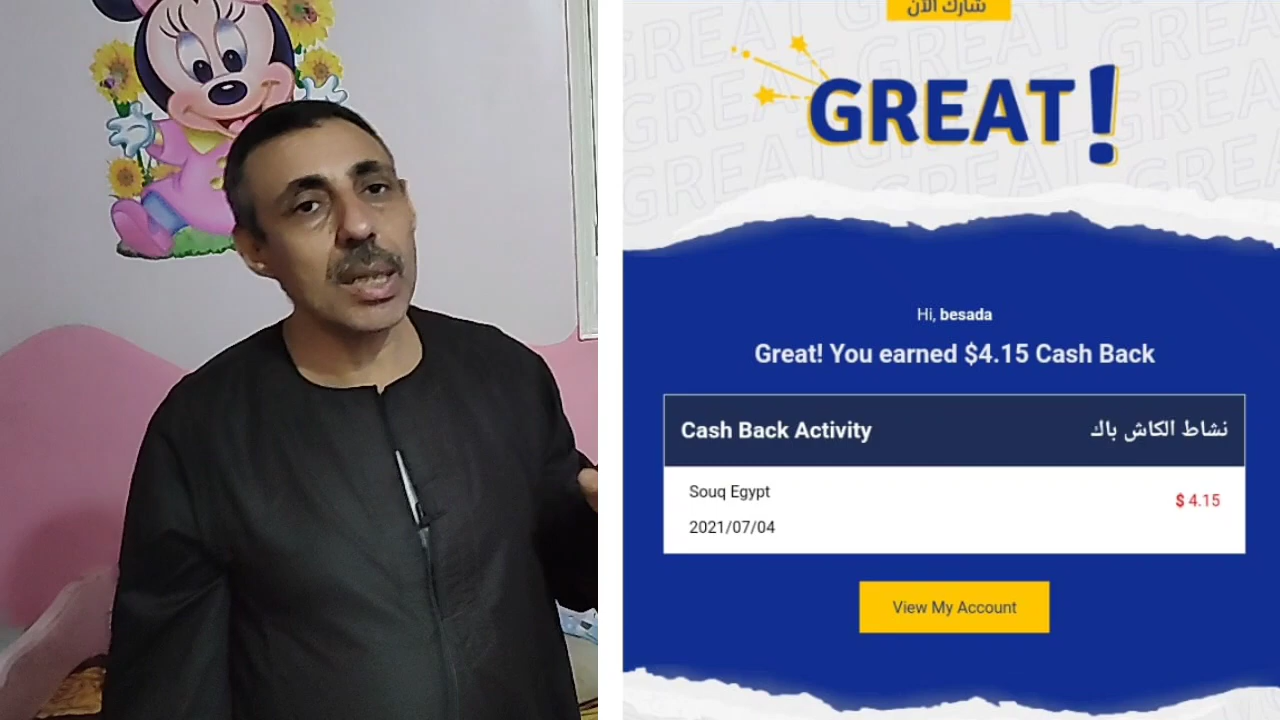 شارك الآن
GREAT!
Hi, besada
Great! You earned $4.15 Cash Back
Cash Back Activity
نشاط الكاش باك
Souq Egypt
$ 4.15
2021/07/04
View My Account